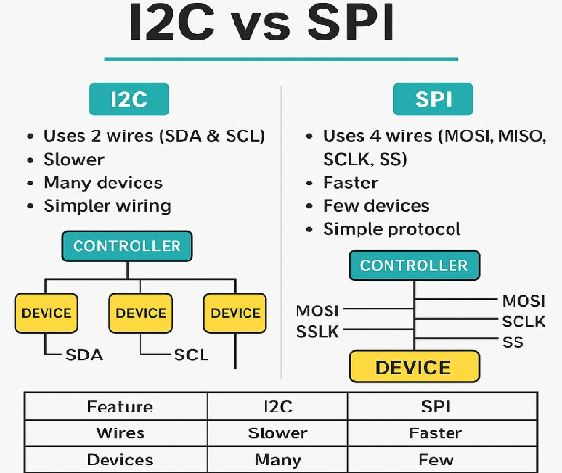 I2C vs SPI
I2C
• Uses 2 wires (SDA & SCL)
• Slower
• Many devices
• Simpler wiring
CONTROLLER
DEVICE DEVICE DEVICE
SDA SCL
SPI
• Uses 4 wires (MOSI, MISO,
SCLK, SS)
• Faster
• Few devices
• Simple protocol
CONTROLLER
MOSI
SSLK
MOSI
SCLK
SS
DEVICE
Feature I2C SPI
Wires Slower Faster
Devices Many Few